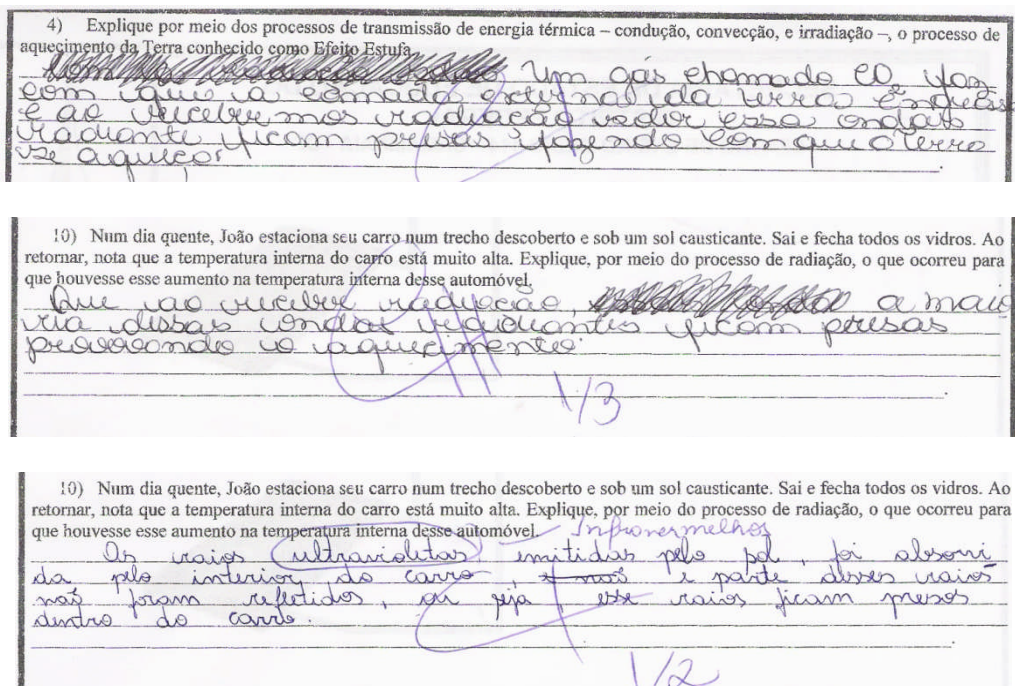 4) Explique por meio dos processos de transmissão de energia térmica – condução, convecção, e irradiação –, o processo de
aquecimento da Terra conhecido como Efeito Estufa.
Um gás chamado CO faz
com que a camada external da terra
e ao recebermos radiação essa ondas
radiante ficam presas fazendo com que a terra
se aqueça.
10) Num dia quente, João estaciona seu carro num trecho descoberto e sob um sol causticante. Sai e fecha todos os vidros. Ao
retornar, nota que a temperatura interna do carro está muito alta. Explique, por meio do processo de radiação, o que ocorreu para
que houvesse esse aumento na temperatura interna desse automóvel.
Que ao receber radiação, a maio
ria dessas ondas ficam presas
provocando o aquecimento.
1/3
10) Num dia quente, João estaciona seu carro num trecho descoberto e sob um sol causticante. Sai e fecha todos os vidros. Ao
retornar, nota que a temperatura interna do carro está muito alta. Explique, por meio do processo de radiação, o que ocorreu para
que houvesse esse aumento na temperatura interna desse automóvel.
Infravermelhos
Os raios ultravioletas emitidas pelo sol, foi absorvi
da pelo interior do carro, e parte desses raios
não foram refletidos, ou seja, esse raios ficam presos
dentro do carro.
1/2